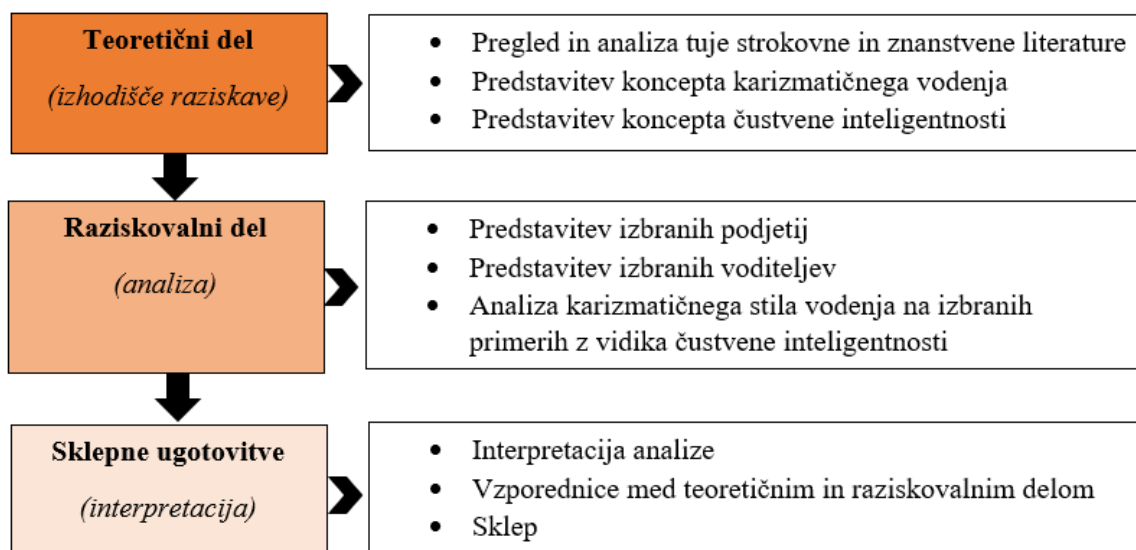 Teoretični del
(izhodišče raziskave)
• Pregled in analiza tuje strokovne in znanstvene literature
• Predstavitev koncepta karizmatičnega vodenja
• Predstavitev koncepta čustvene inteligentnosti
Raziskovalni del
(analiza)
• Predstavitev izbranih podjetij
• Predstavitev izbranih voditeljev
• Analiza karizmatičnega stila vodenja na izbranih
primerih z vidika čustvene inteligentnosti
Sklepne ugotovitve
(interpretacija)
• Interpretacija analize
• Vzporednice med teoretičnim in raziskovalnim delom
• Sklep